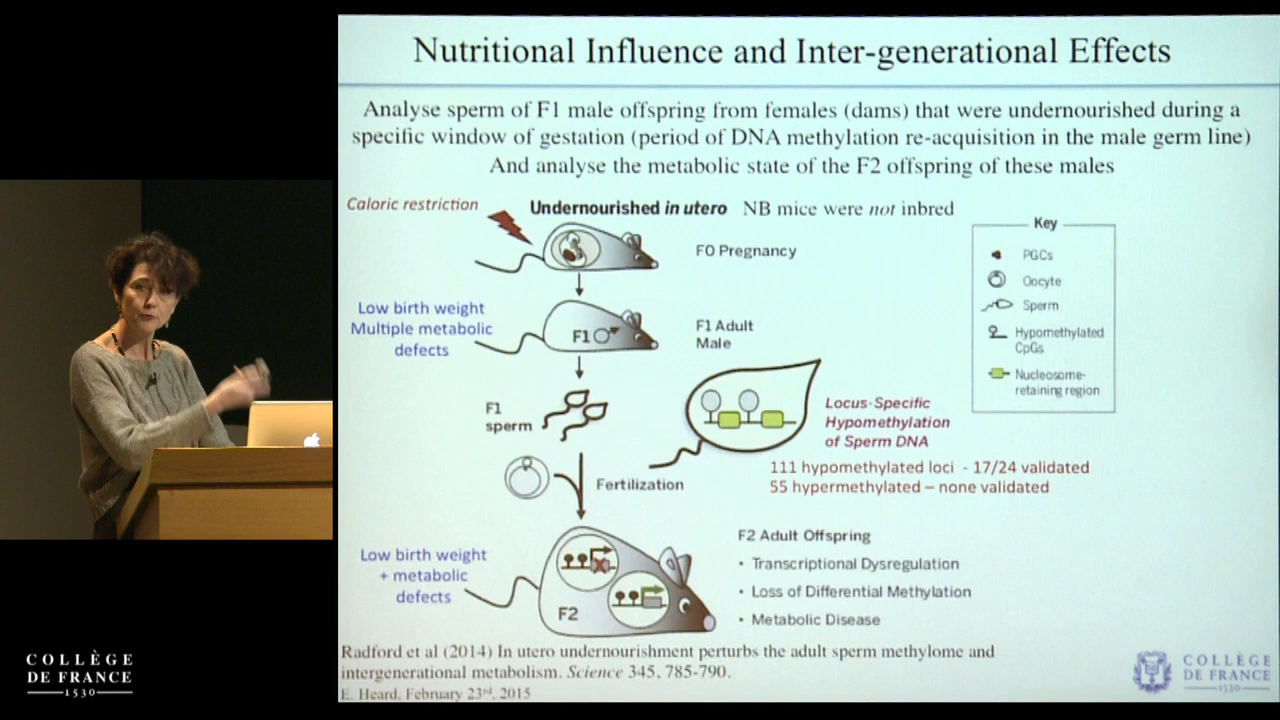 Nutritional Influence and Inter-generational Effects
Analyse sperm of F1 male offspring from females (dams) that were undernourished during a
specific window of gestation (period of DNA methylation re-acquisition in the male germ line)
And analyse the metabolic state of the F2 offspring of these males
Caloric restriction
Undernourished in utero NB mice were not inbred
F0 Pregnancy
Low birth weight
Multiple metabolic
defects
F1
F1 Adult
Male
Key
PGCs
Oocyte
Sperm
Hypomethylated
CpGs
Nucleosome-
retaining region
F1
sperm
Locus-Specific
Hypomethylation
of Sperm DNA
111 hypomethylated loci - 17/24 validated
55 hypermethylated – none validated
Fertilization
Low birth weight
+ metabolic
defects
F2
F2 Adult Offspring
• Transcriptional Dysregulation
• Loss of Differential Methylation
• Metabolic Disease
Radford et al (2014) In utero undernourishment perturbs the adult sperm methylome and
intergenerational metabolism. Science 345, 785-790.
E. Heard, February 23rd, 2015
COLLÈGE
DE FRANCE
1530
COLLÈGE
DE FRANCE
1530